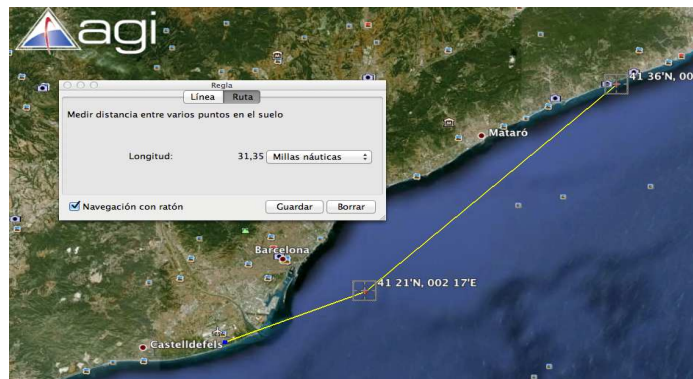 agi
Regla
Línea Ruta
Medir distancia entre varios puntos en el suelo
Longitud: 31,35 Millas náuticas
Navegación con ratón Guardar Borrar
41 36'N, 00
Mataró
Barcelona
41 21'N, 002 17'E
Castelldefels